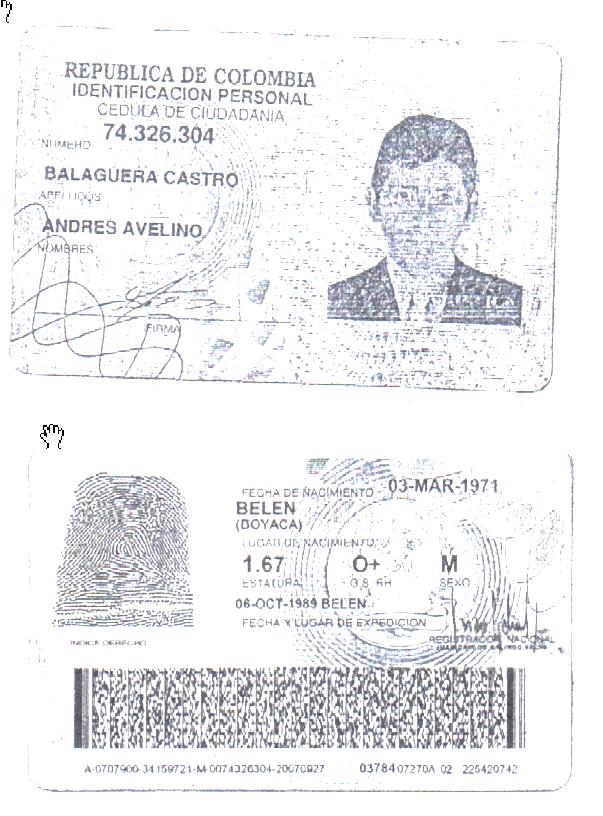 REPUBLICA DE COLOMBIA
IDENTIFICACION PERSONAL
CEDULA DE CIUDADANIA
74.326.304
NUMERO
BALAGUERA CASTRO
APELLIDOS
ANDRES AVELINO
NOMBRES
FIRMA
FECHA DE NACIMIENTO 03-MAR-1971
BELEN
(BOYACA)
LUGAR DE NACIMIENTO
1.67 O+ M
ESTATURA G.S. RH SEXO
06-OCT-1989 BELEN
FECHA Y LUGAR DE EXPEDICION
REGISTRADOR NACIONAL
INDICE DERECHO
A-0707900-34159721-M-0074326304-20070927 0378407270A 02 225420742